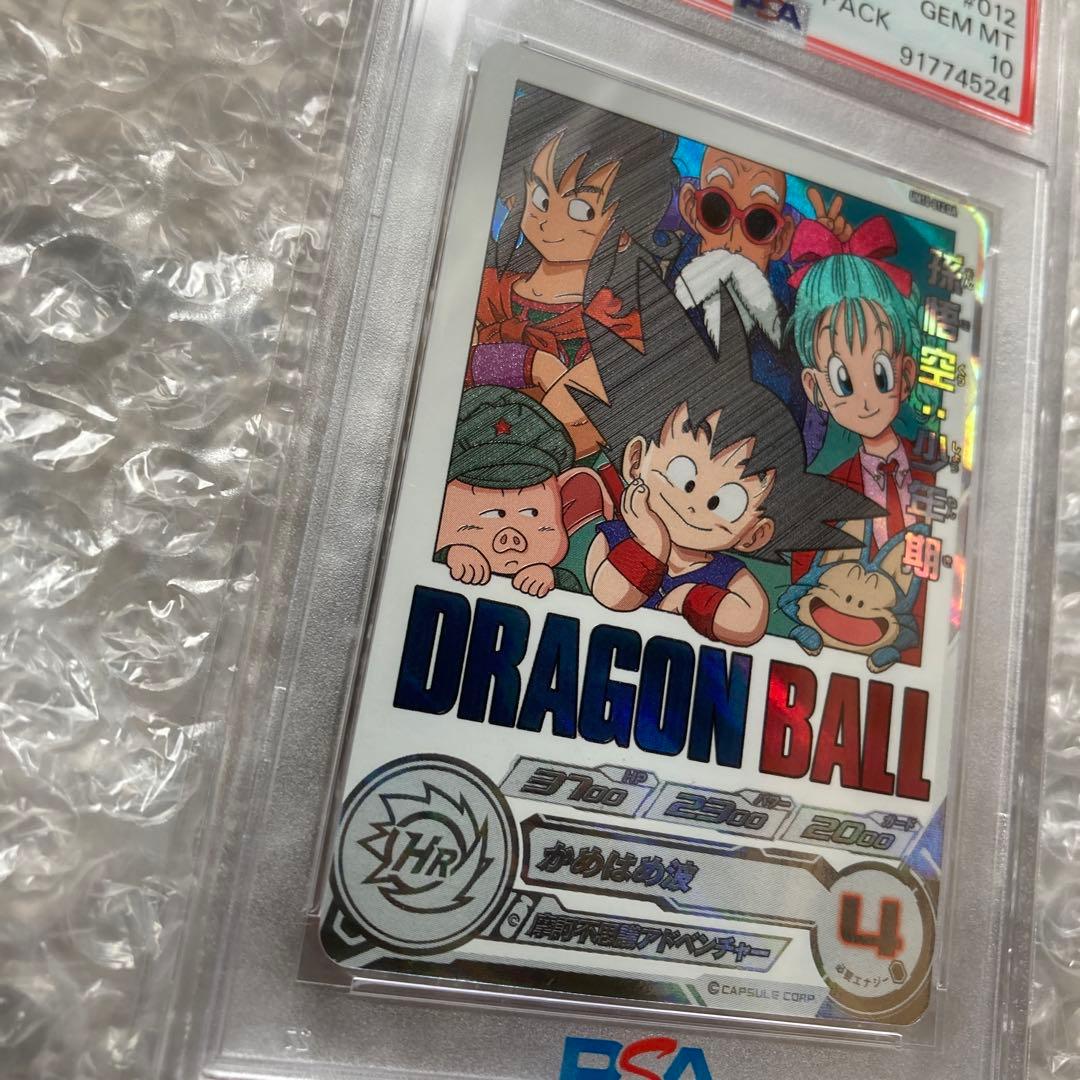 #012
PSA
PACK
GEM MT
10
91774524
孫悟空:少年期
DRAGON BALL
HP
3700
パワー
2300
ガード
2000
HR
かめはめ波
摩訶不思議アドベンチャー
4
必要エナジー
©CAPSULE CORP
PSA